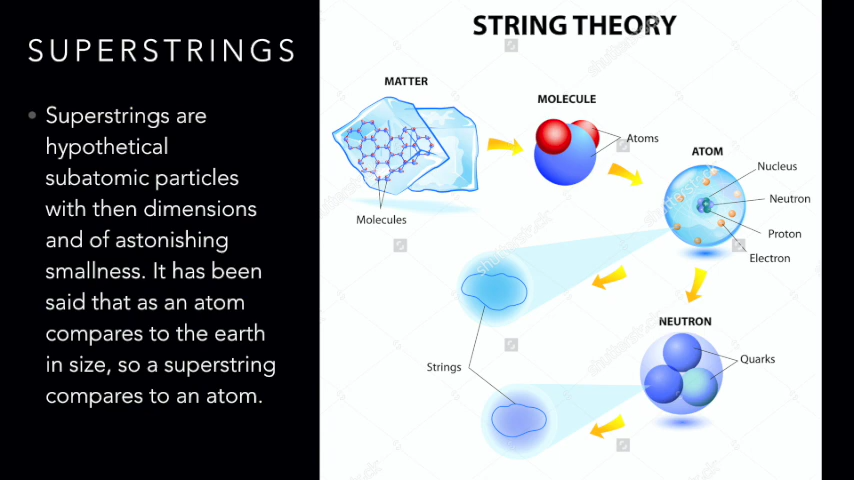 SUPERSTRINGS
Superstrings are
hypothetical
subatomic particles
with then dimensions
and of astonishing
smallness. It has been
said that as an atom
compares to the earth
in size, so a superstring
compares to an atom.
STRING THEORY
MATTER
Molecules
MOLECULE
Atoms
ATOM
Nucleus
Neutron
Proton
Electron
NEUTRON
Quarks
Strings